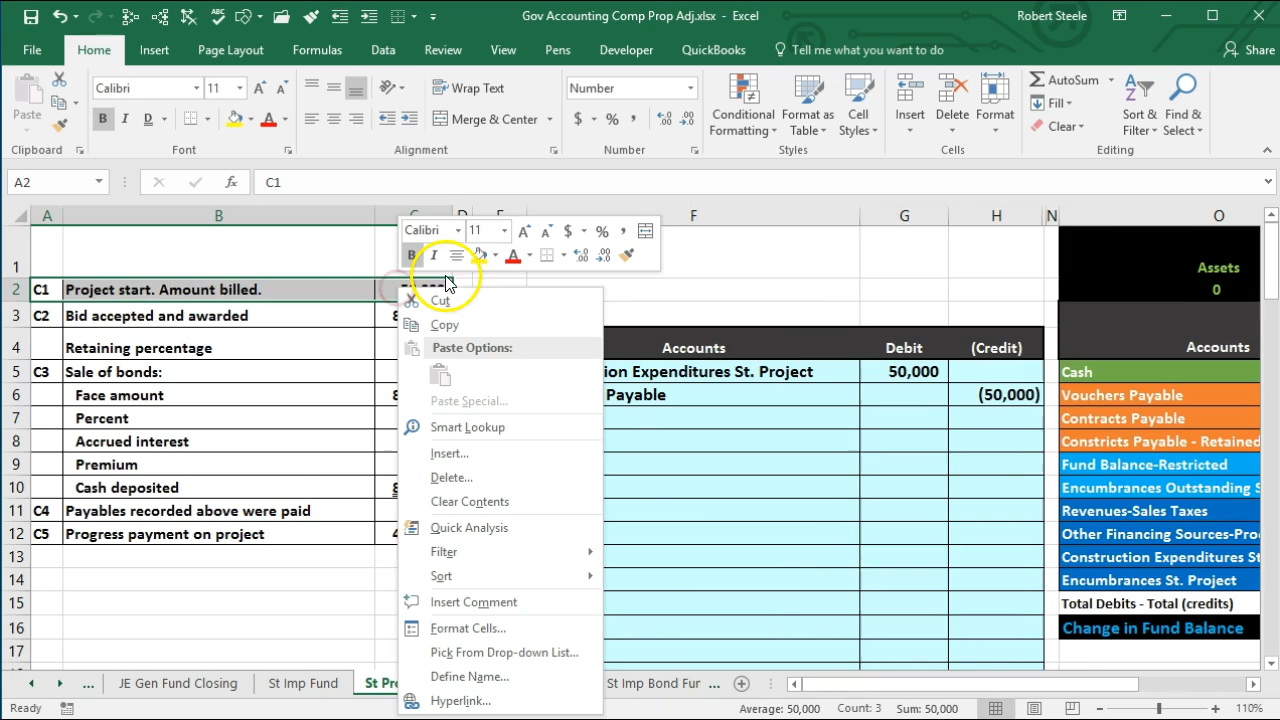 Gov Accounting Comp Prop Adj.xlsx - Excel
Robert Steele
File Home Insert Page Layout Formulas Data Review View Pens Developer QuickBooks Tell me what you want to do Share
Paste
Calibri 11
B I D
Wrap Text
Merge & Center
Number
$ % ,
Conditional Formatting
Format as Table
Cell Styles
Insert
Delete
Format
AutoSum
Fill
Clear
Sort & Filter
Find & Select
Clipboard Font Alignment Number Styles Cells Editing
A2 fx C1
A B C D F G H N O
1
Assets
0
2 C1 Project start. Amount billed.
3 C2 Bid accepted and awarded 8
4 Retaining percentage Accounts Debit (Credit) Accounts
5 C3 Sale of bonds: ion Expenditures St. Project 50,000 Cash
6 Face amount 8 Payable (50,000) Vouchers Payable
7 Percent Contracts Payable
8 Accrued interest Constricts Payable - Retained
9 Premium Fund Balance-Restricted
10 Cash deposited 8 Encumbrances Outstanding S
11 C4 Payables recorded above were paid Revenues-Sales Taxes
12 C5 Progress payment on project 4 Other Financing Sources-Pro
13 Construction Expenditures St
14 Encumbrances St. Project
15 Total Debits - Total (credits)
16 Change in Fund Balance
17
Calibri 11 A A $ % ,
B I A
Cut
Copy
Paste Options:
Paste Special...
Smart Lookup
Insert...
Delete...
Clear Contents
Quick Analysis
Filter
Sort
Insert Comment
Format Cells...
Pick From Drop-down List...
Define Name...
Hyperlink...
... JE Gen Fund Closing St Imp Fund St Pro St Imp Bond Fur ...
Ready Average: 50,000 Count: 3 Sum: 50,000 110%